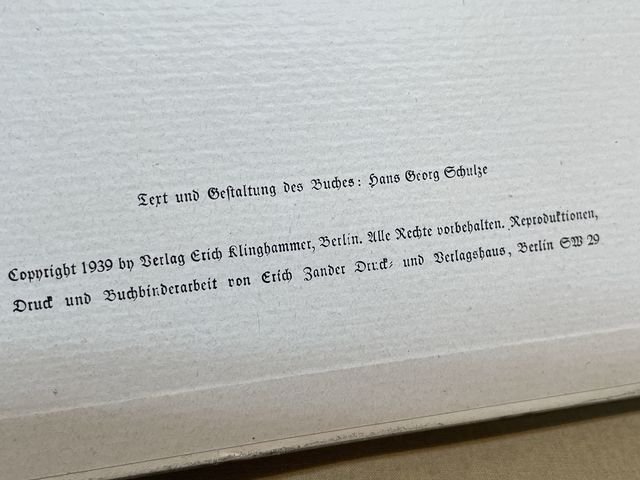 Text und Gestaltung des Buches: Hans Georg Schulze
Copyright 1939 by Verlag Erich Klinghammer, Berlin. Alle Rechte vorbehalten. Reproduktionen,
Druck und Buchbinderarbeit von Erich Zander Druck- und Verlagshaus, Berlin SW 29